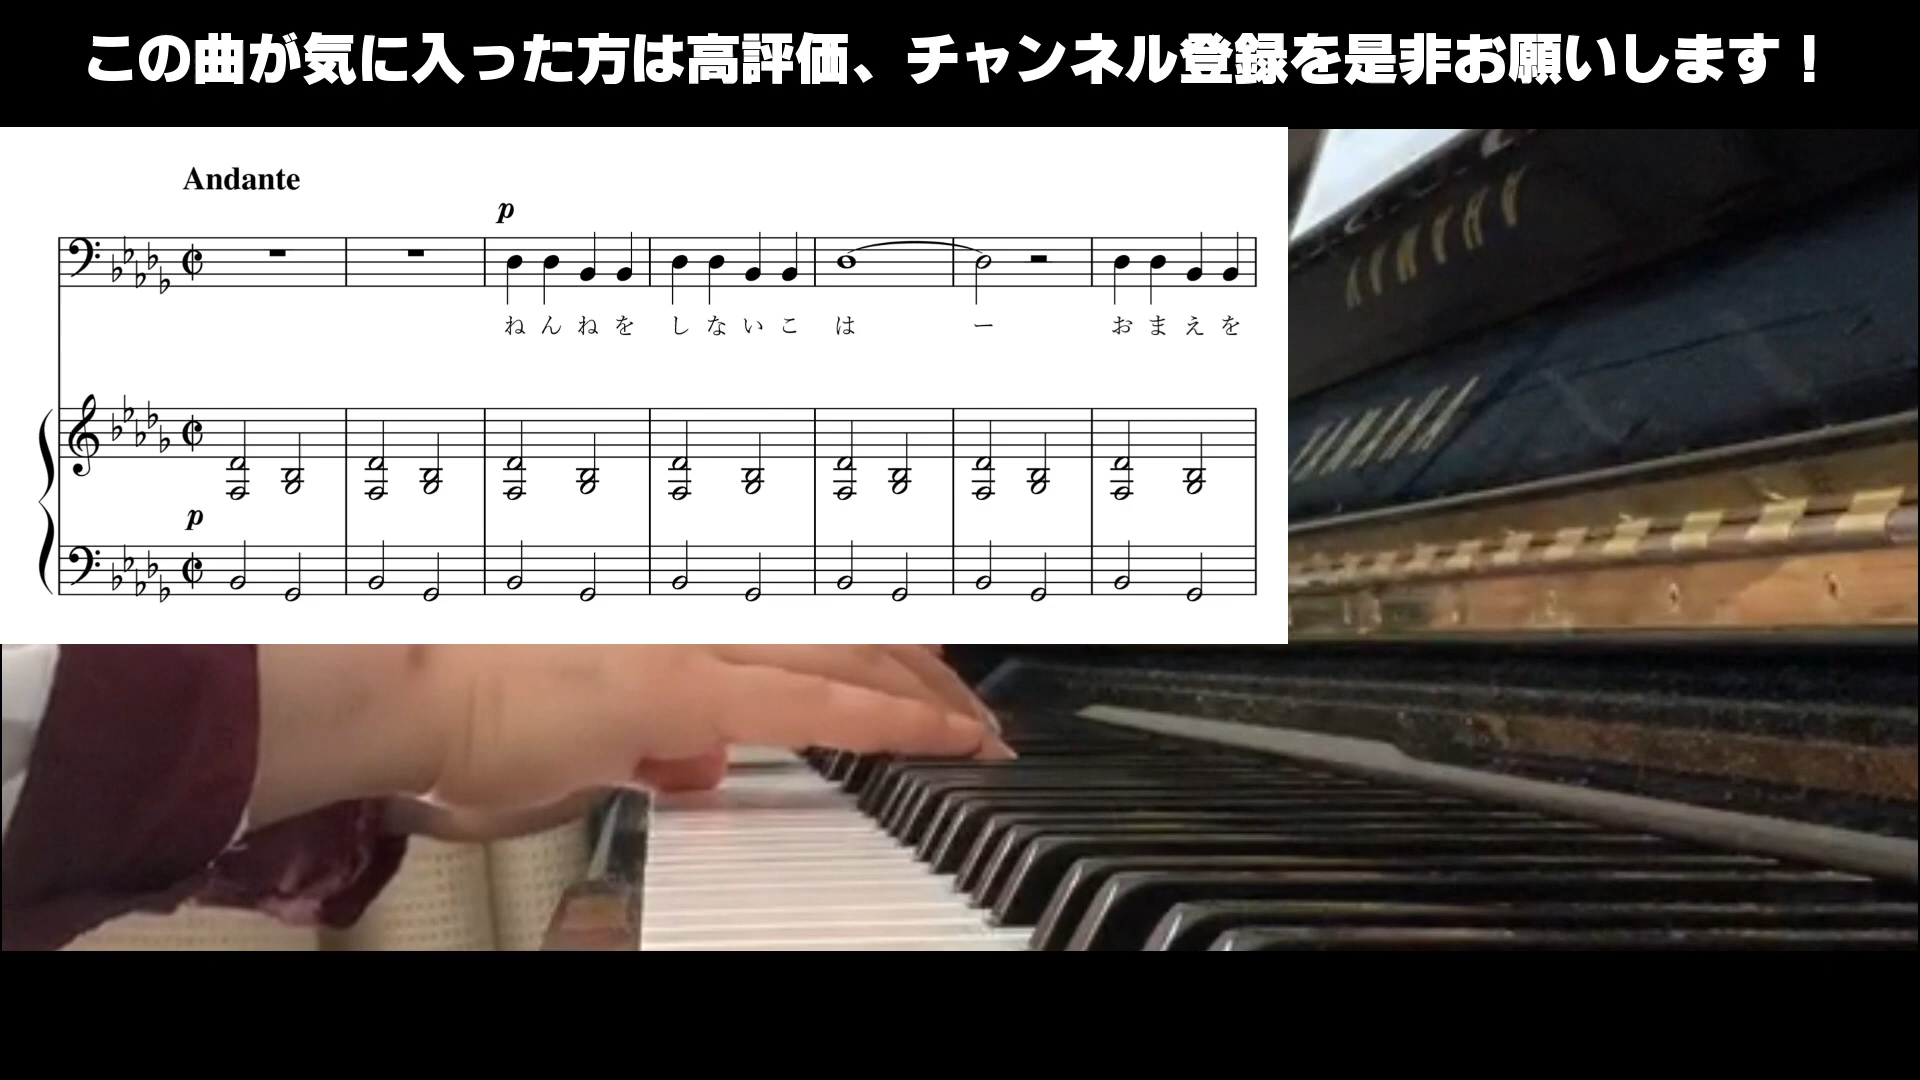 この曲が気に入った方は高評価、チャンネル登録を是非お願いします！
Andante
p
ねんねを しないこ は ー おまえを
p